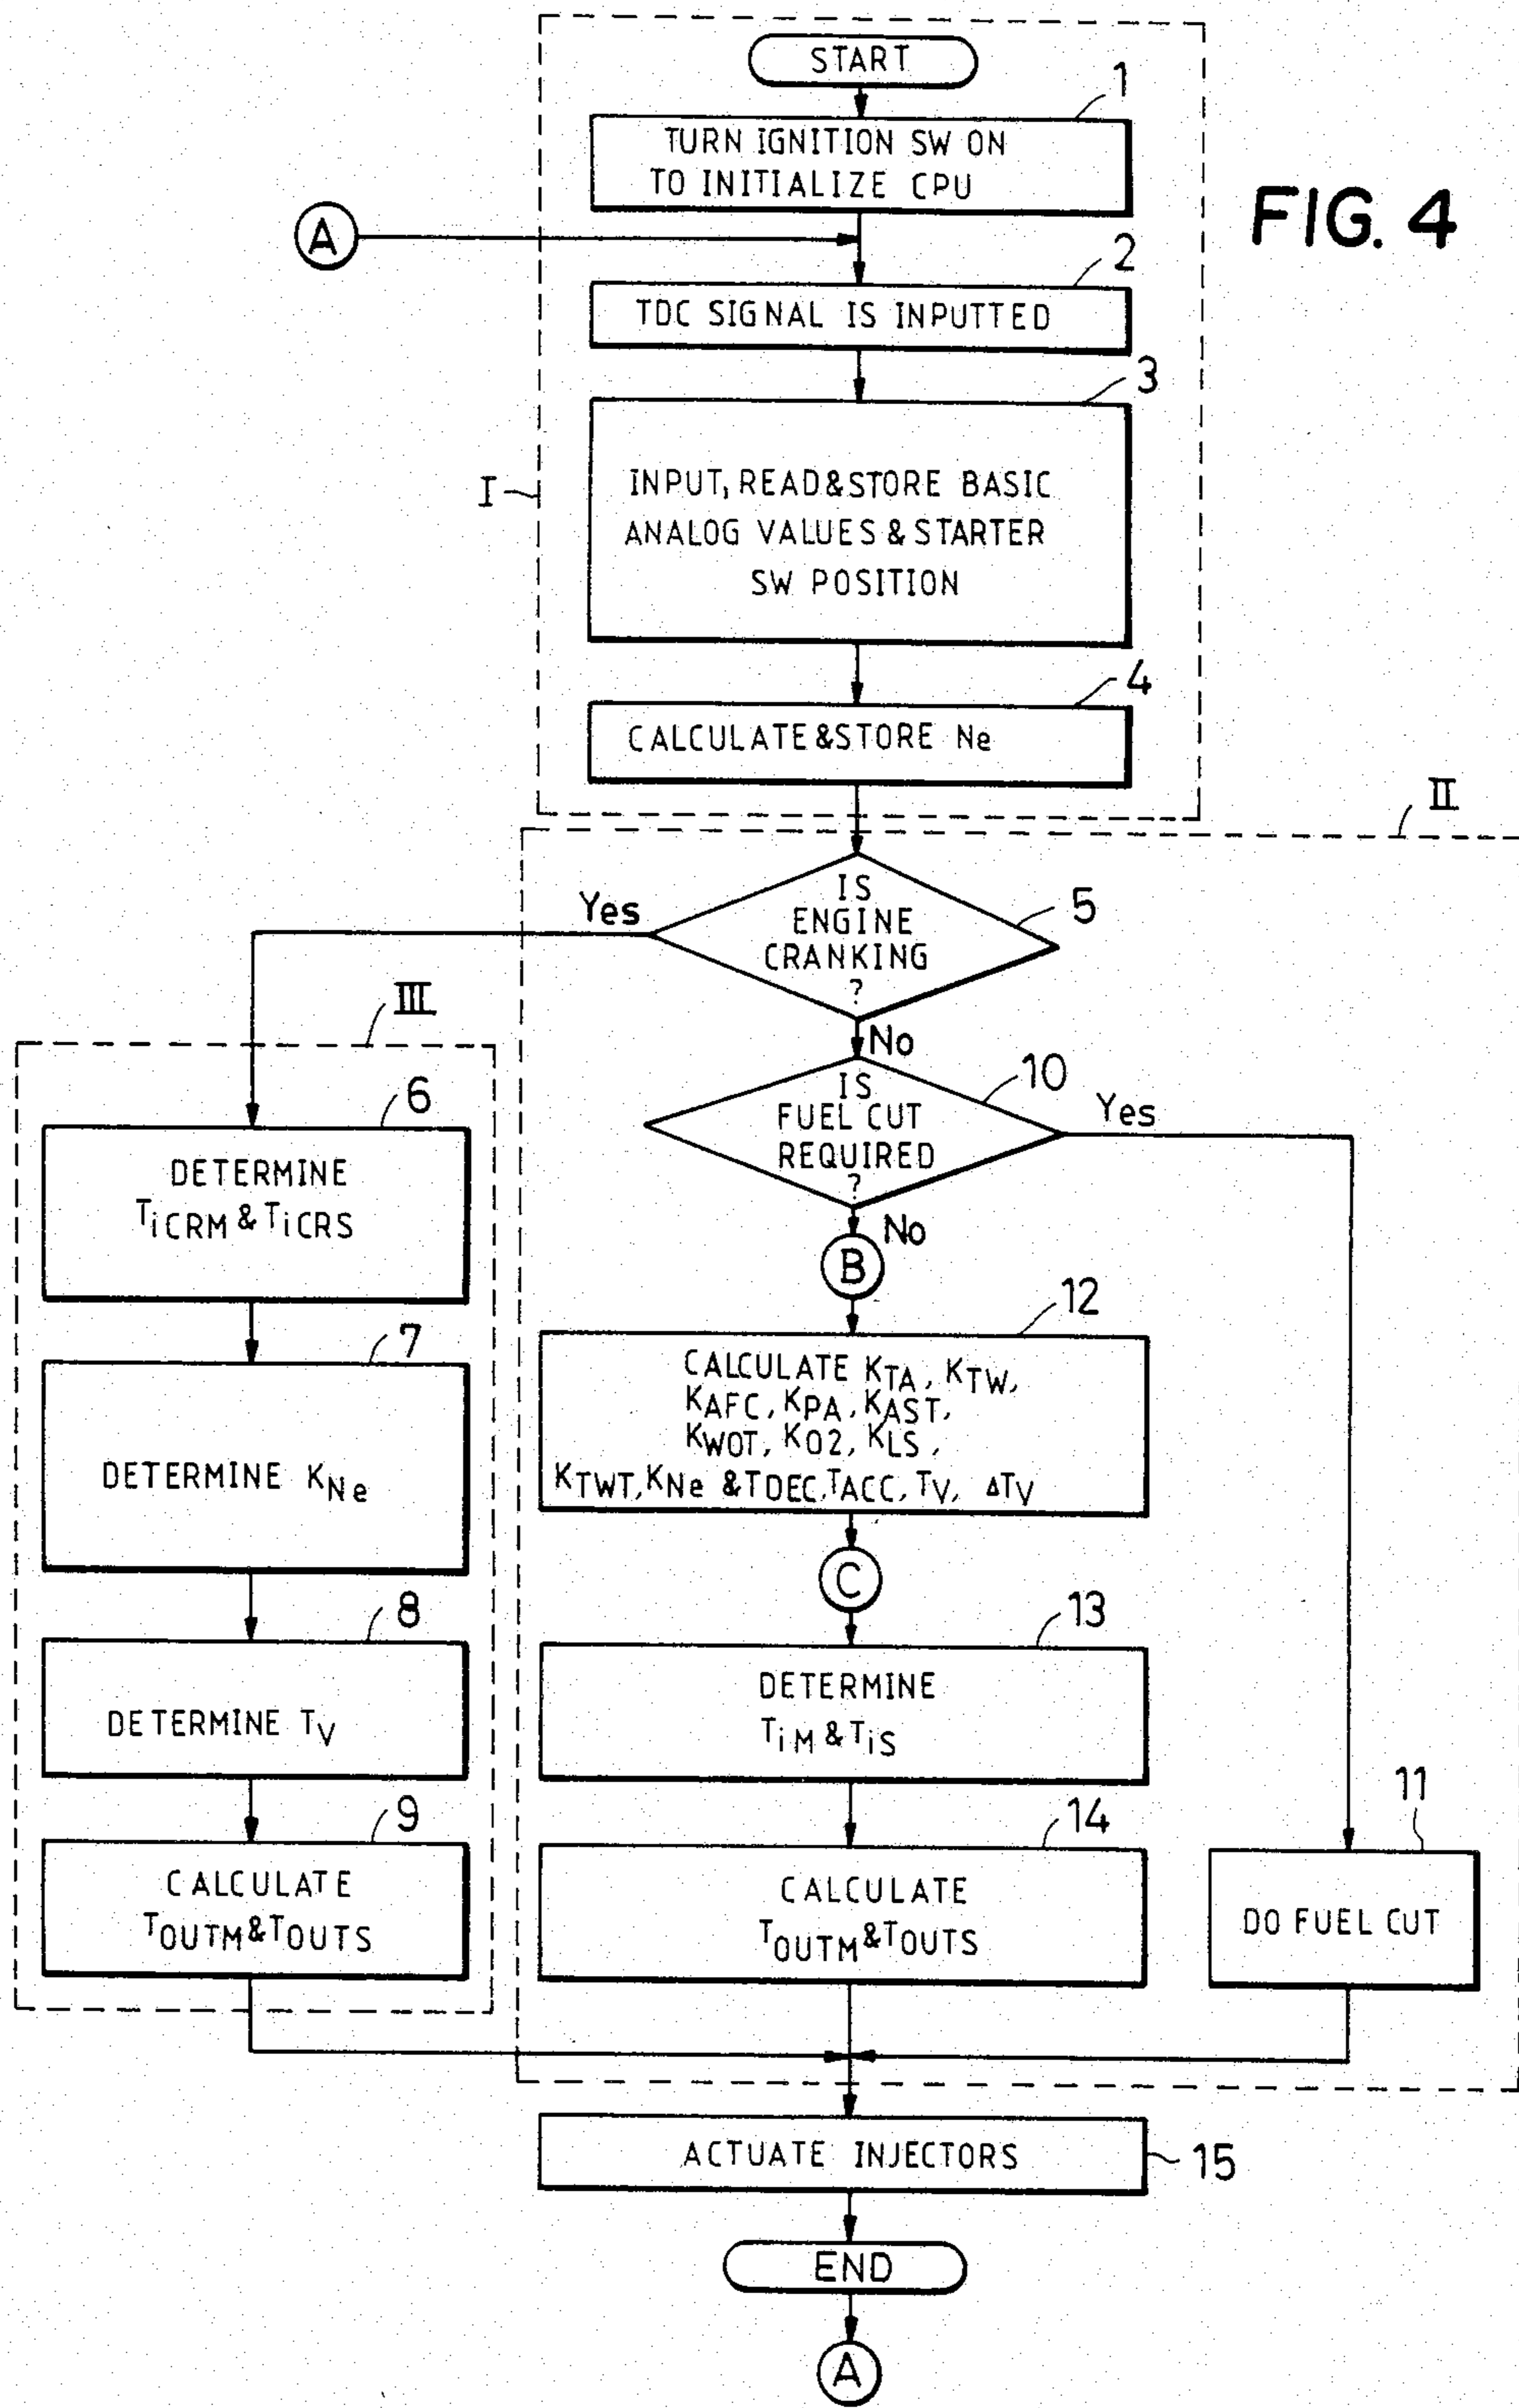 START
1
TURN IGNITION SW ON
TO INITIALIZE CPU
FIG. 4
A
2
TDC SIGNAL IS INPUTTED
3
I
INPUT, READ&STORE BASIC
ANALOG VALUES & STARTER
SW POSITION
4
CALCULATE&STORE Ne
II
IS
ENGINE
CRANKING
?
5
Yes
No
III
6
DETERMINE
TiCRM & TiCRS
7
DETERMINE KNe
8
DETERMINE TV
9
CALCULATE
TOUTM&TOUTS
IS
FUEL CUT
REQUIRED
?
10
Yes
No
B
12
CALCULATE KTA, KTW,
KAFC, KPA, KAST,
KWOT, KO2, KLS,
KTWT, KNe & TDEC, TACC, TV, ΔTV
C
13
DETERMINE
TiM & TiS
14
CALCULATE
TOUTM&TOUTS
11
DO FUEL CUT
ACTUATE INJECTORS
15
END
A